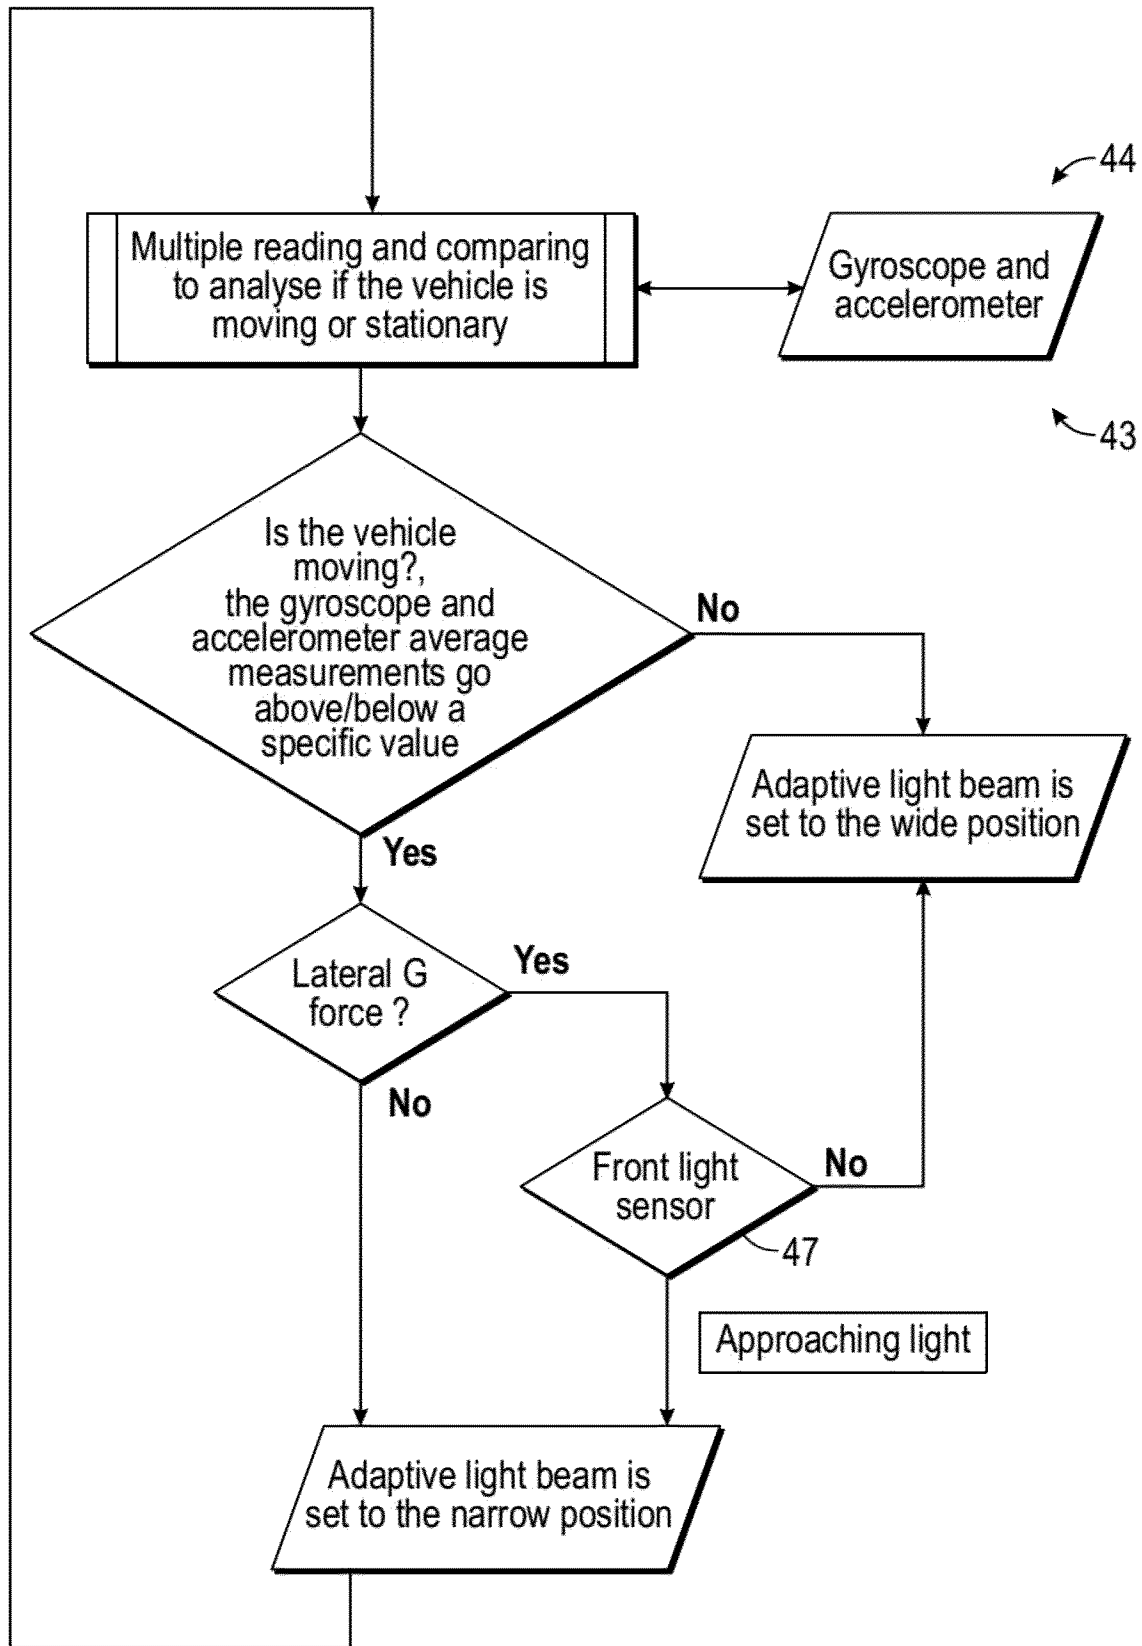 44
Multiple reading and comparing
to analyse if the vehicle is
moving or stationary
Gyroscope and
accelerometer
43
Is the vehicle
moving?,
the gyroscope and
accelerometer average
measurements go
above/below a
specific value
No
Adaptive light beam is
set to the wide position
Yes
Lateral G
force ?
Yes
No
Front light
sensor
No
47
Approaching light
Adaptive light beam is
set to the narrow position